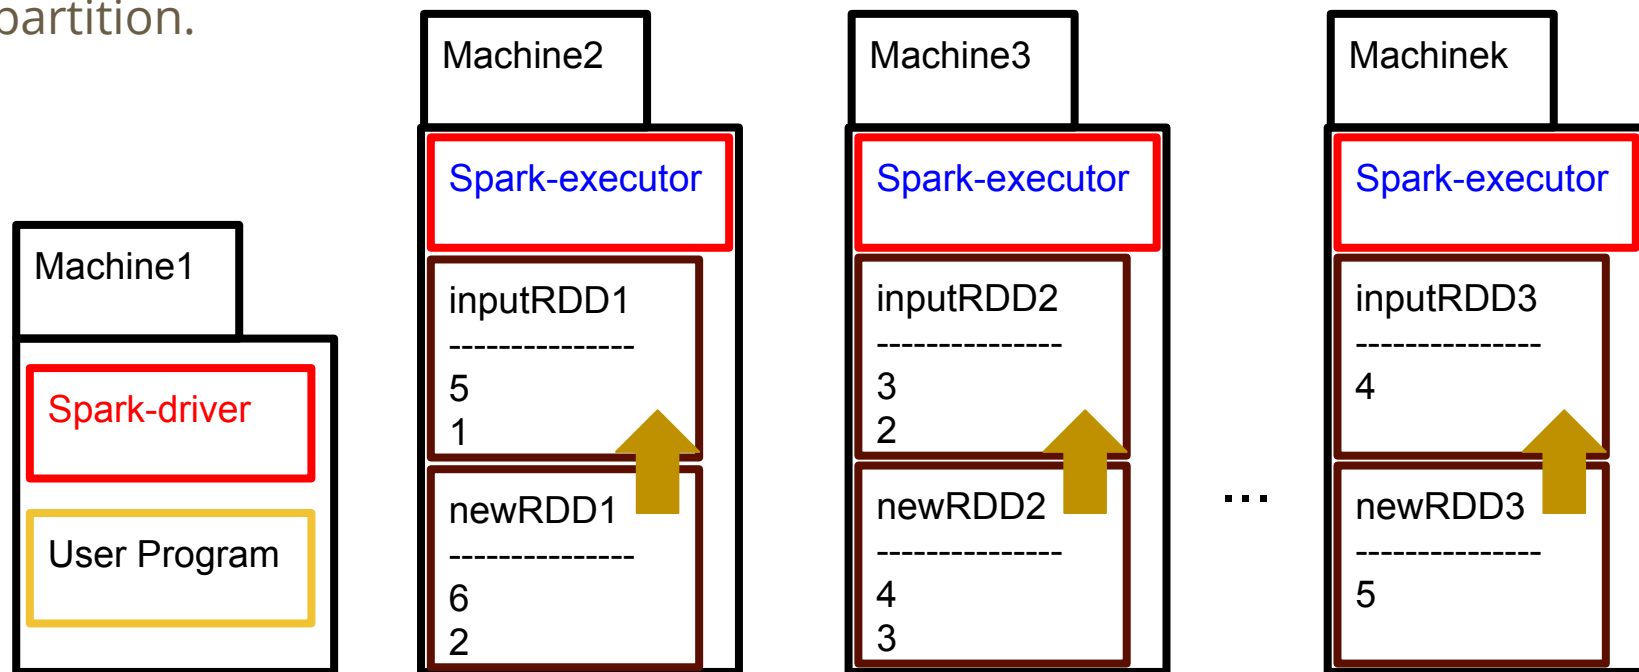 partition.
Machine1
Spark-driver
User Program
Machine2
Spark-executor
inputRDD1
---------------
5
1
newRDD1
---------------
6
2
Machine3
Spark-executor
inputRDD2
---------------
3
2
newRDD2
---------------
4
3
...
Machinek
Spark-executor
inputRDD3
---------------
4
newRDD3
---------------
5